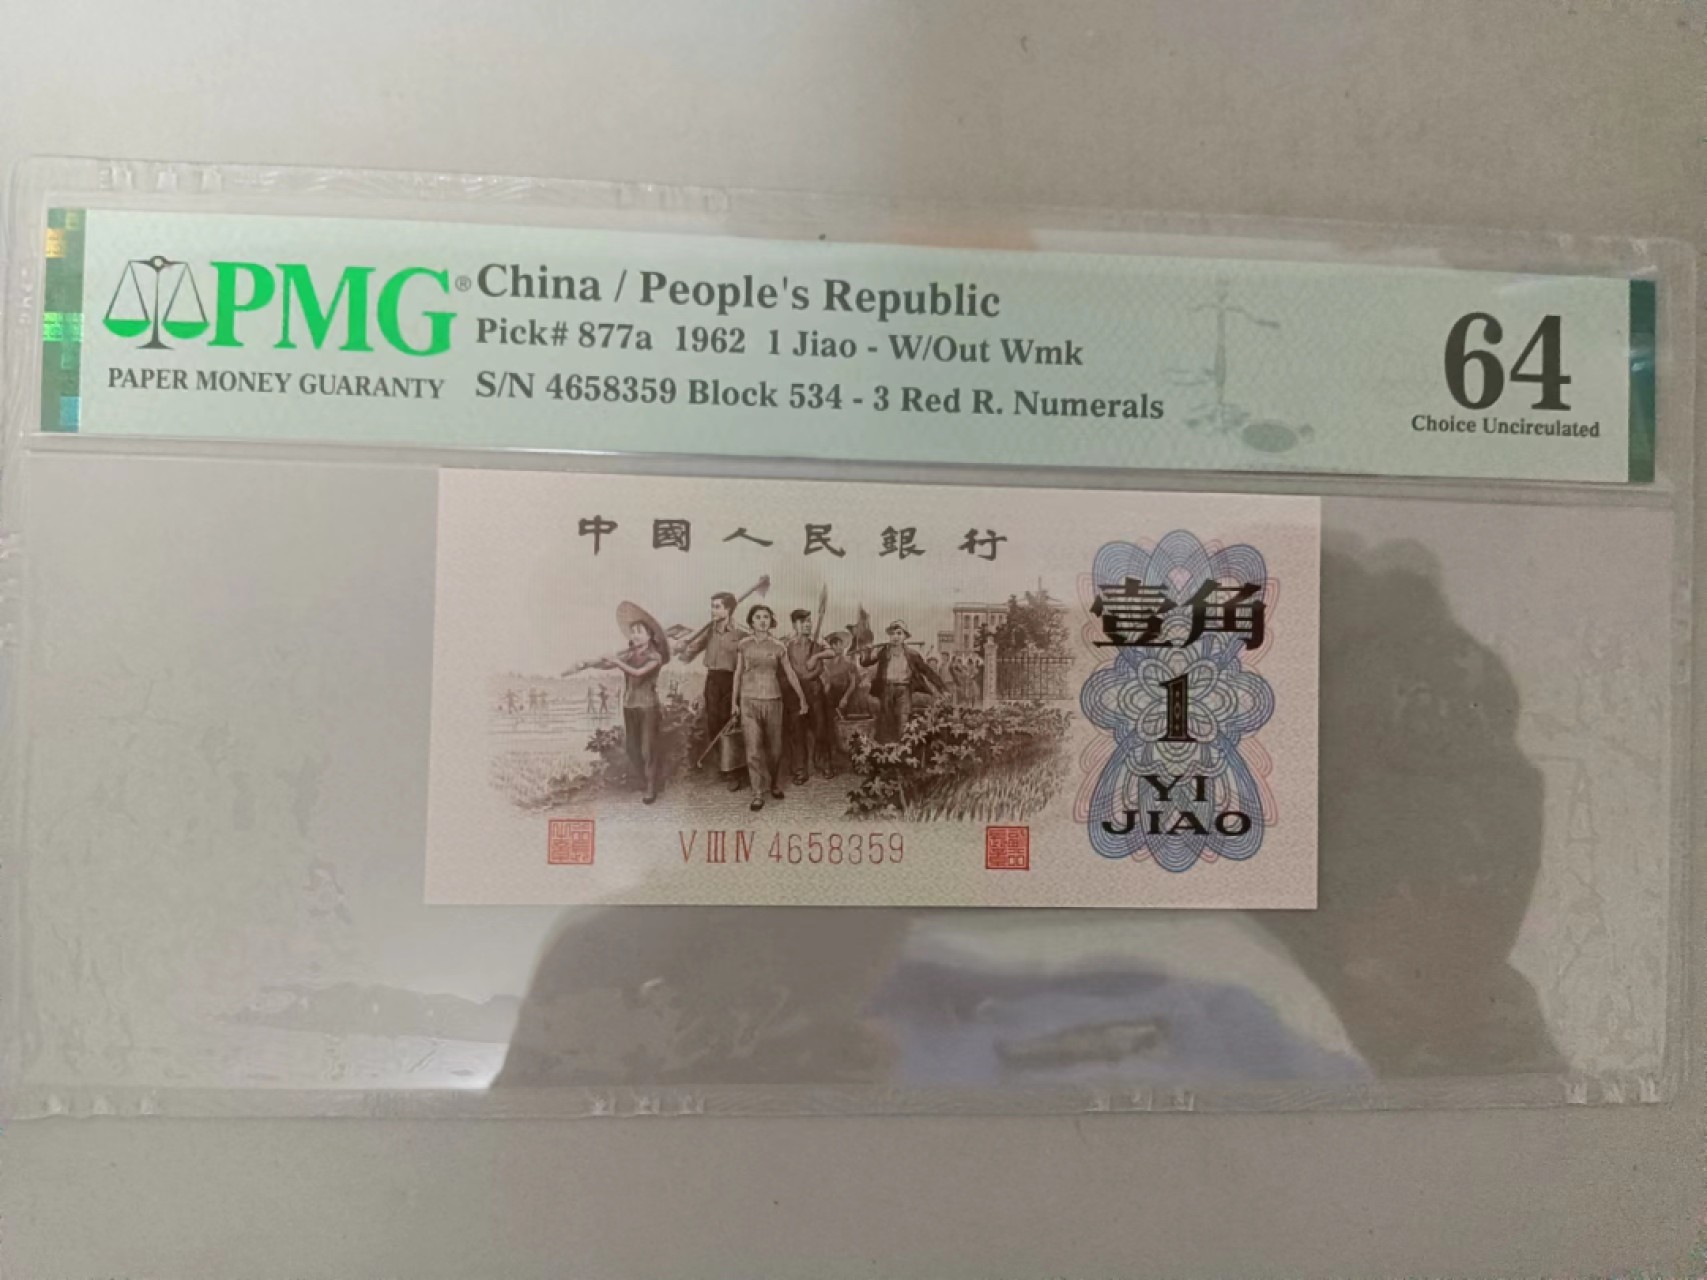 PMG®
PAPER MONEY GUARANTY
China / People's Republic
Pick# 877a 1962 1 Jiao - W/Out Wmk
S/N 4658359 Block 534 - 3 Red R. Numerals
64
Choice Uncirculated
中國人民銀行
壹角
1
YI
JIAO
V III IV 4658359